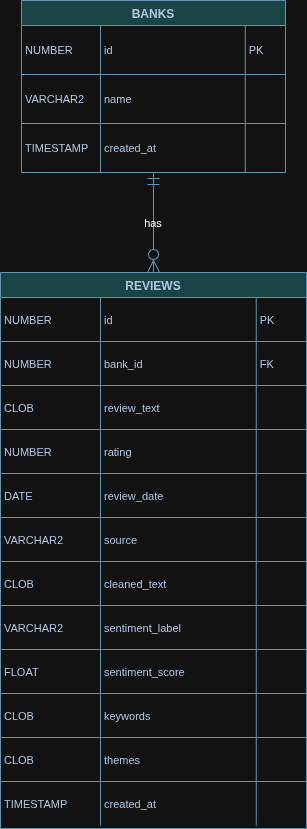 BANKS
NUMBER id PK
VARCHAR2 name
TIMESTAMP created_at
has
REVIEWS
NUMBER id PK
NUMBER bank_id FK
CLOB review_text
NUMBER rating
DATE review_date
VARCHAR2 source
CLOB cleaned_text
VARCHAR2 sentiment_label
FLOAT sentiment_score
CLOB keywords
CLOB themes
TIMESTAMP created_at